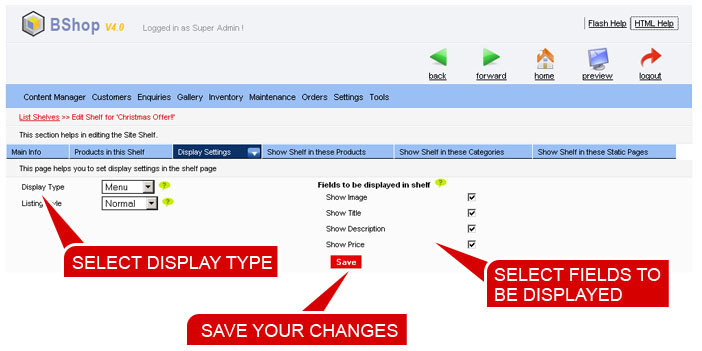 BShop V4.0
Logged in as Super Admin !
Flash Help
HTML Help
back
forward
home
preview
logout
Content Manager Customers Enquiries Gallery Inventory Maintenance Orders Settings Tools
List Shelves >> Edit Shelf for 'Christmas Offer!!'
This section helps in editing the Site Shelf.
Main Info
Products in this Shelf
Display Settings
Show Shelf in these Products
Show Shelf in these Categories
Show Shelf in these Static Pages
This page helps you to set display settings in the shelf page
Display Type
Menu
?
Listing
Normal
?
Fields to be displayed in shelf ?
Show Image
Show Title
Show Description
Show Price
Save
SELECT DISPLAY TYPE
SELECT FIELDS TO
BE DISPLAYED
SAVE YOUR CHANGES